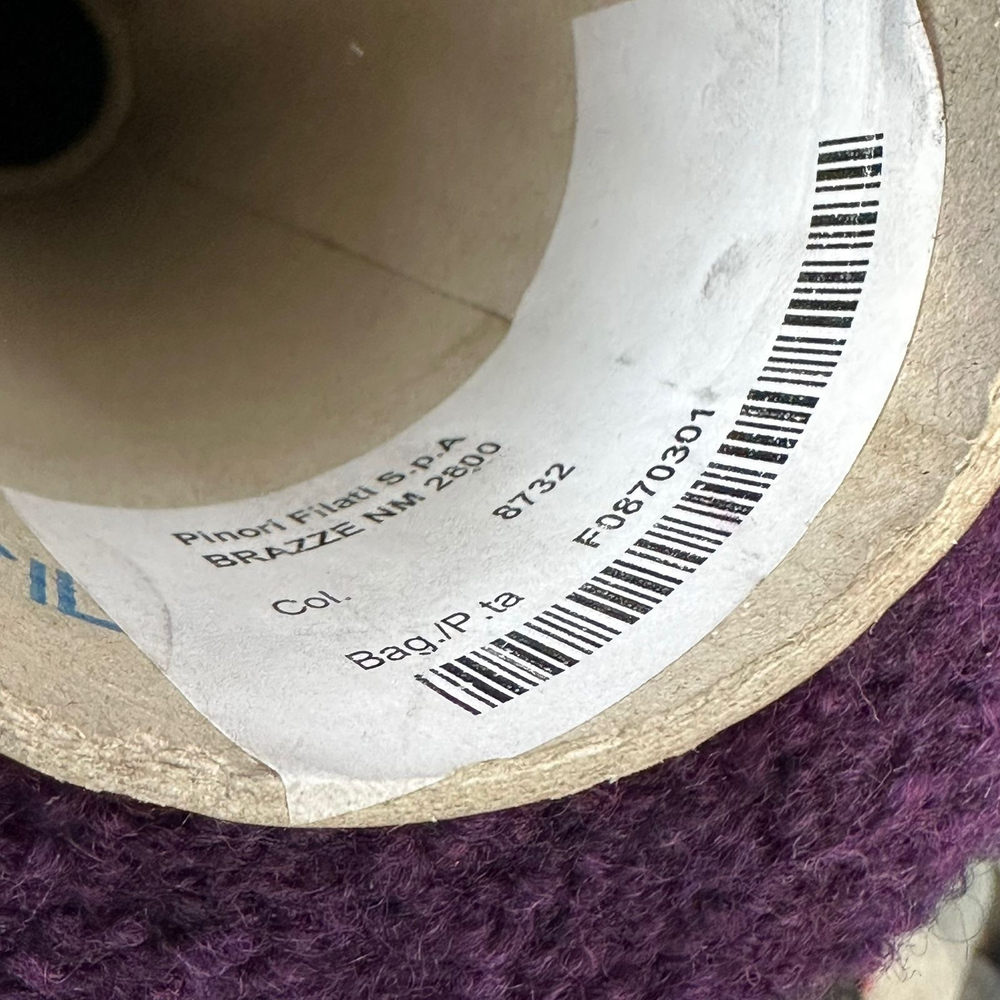 Pinori Filati S.p.A
BRAZZE NM 2800
Col. 8732
Bag./P.ta F0870301